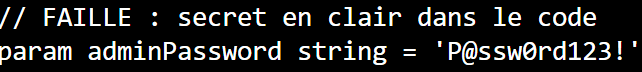 // FAILLE : secret en clair dans le code
param adminPassword string = 'P@ssw0rd123!'